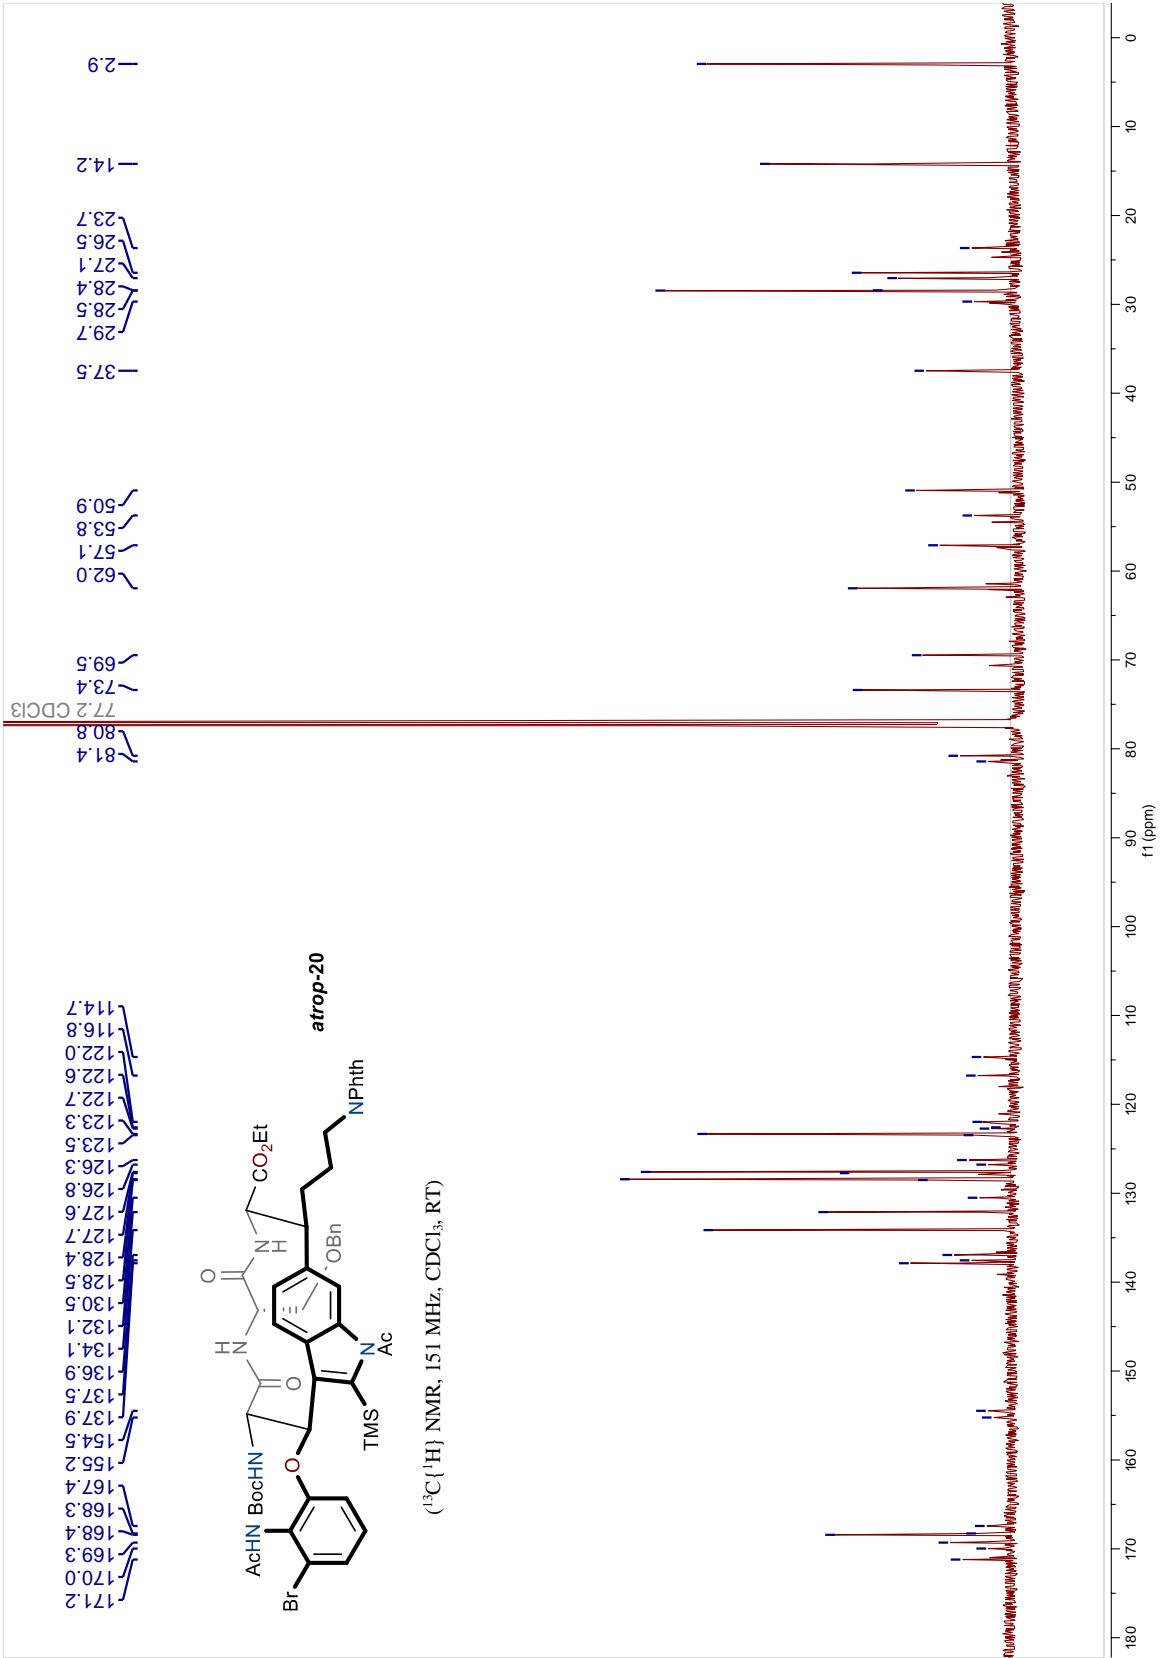 171.2
170.0
169.3
168.4
168.3
167.4
155.2
154.5
137.9
137.5
136.9
134.1
132.1
130.5
128.5
128.4
127.7
127.6
126.8
126.3
123.5
123.3
122.7
122.6
122.0
116.8
114.7
81.4
80.8
77.2 CDCl3
73.4
69.5
62.0
57.1
53.8
50.9
37.5
29.7
28.5
28.4
27.1
26.5
23.7
14.2
2.9
O
H
N
O
N
H
CO₂Et
OBn
NPhth
BocHN
AcHN
O
Br
TMS
N
Ac
atrop-20
(¹³C{¹H} NMR, 151 MHz, CDCl₃, RT)
180 170 160 150 140 130 120 110 100 90 80 70 60 50 40 30 20 10 0
f1 (ppm)